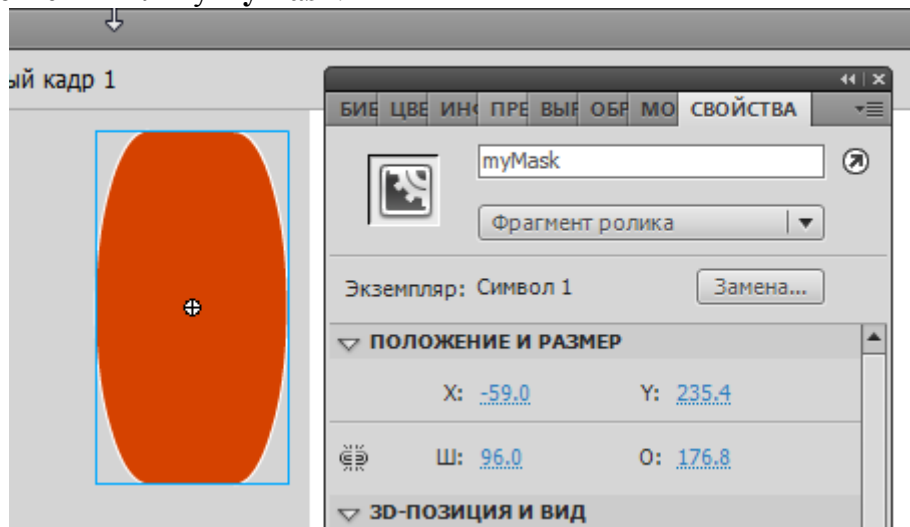 ый кадр 1
БИБ ЦВЕ ИНФ ПРЕ ВЫР ОБР МО СВОЙСТВА
myMask
Фрагмент ролика
Экземпляр: Символ 1 Замена...
ПОЛОЖЕНИЕ И РАЗМЕР
X: -59.0 Y: 235.4
Ш: 96.0 О: 176.8
3D-ПОЗИЦИЯ И ВИД